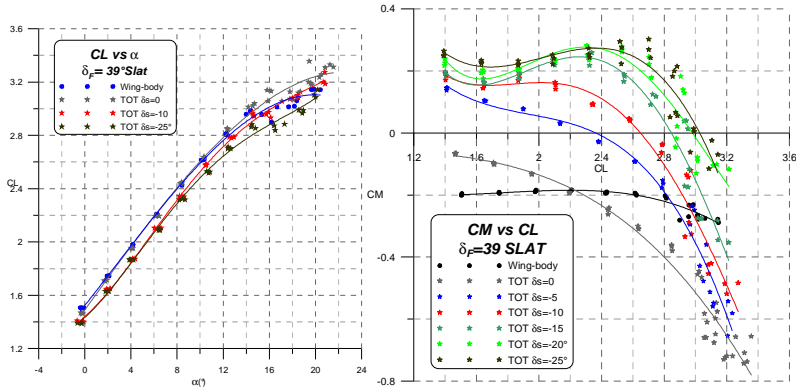 CL vs α
δF= 39°Slat
Wing-body
TOT δs=0
TOT δs=-10
TOT δs=-25°
3.6
3.2
2.8
2.4
2
1.6
1.2
-4
0
4
8
12
16
20
24
α(°)
CM vs CL
δF=39 SLAT
Wing-body
TOT δs=0
TOT δs=-5
TOT δs=-10
TOT δs=-15
TOT δs=-20°
TOT δs=-25°
0.4
0
-0.4
-0.8
1.2
1.6
2
2.4
2.8
3.2
3.6
CL
CM